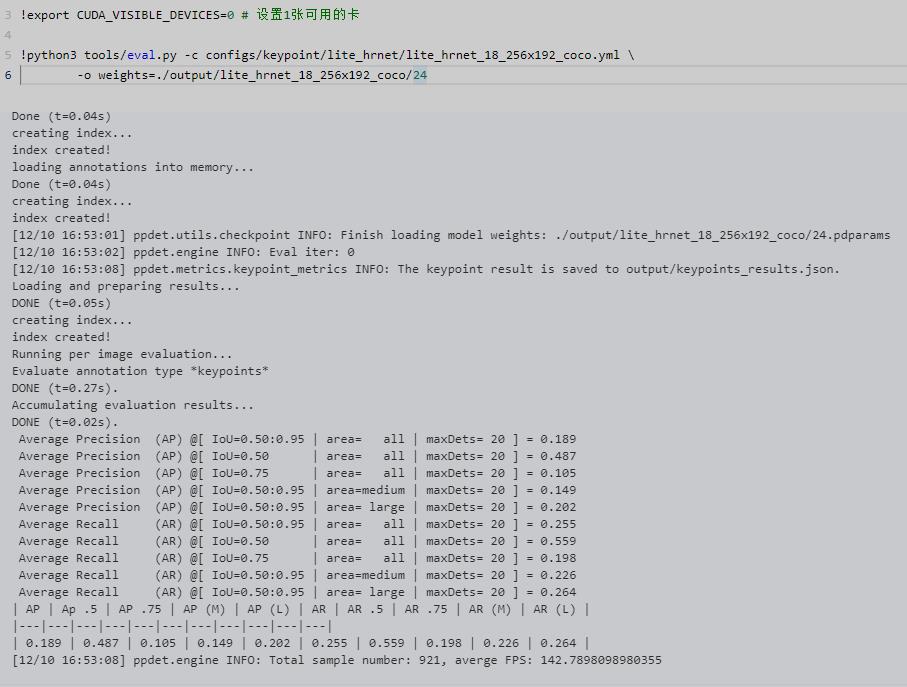 3 !export CUDA_VISIBLE_DEVICES=0 # 设置1张可用的卡
4
5 !python3 tools/eval.py -c configs/keypoint/lite_hrnet/lite_hrnet_18_256x192_coco.yml \
6 -o weights=./output/lite_hrnet_18_256x192_coco/24
Done (t=0.04s)
creating index...
index created!
loading annotations into memory...
Done (t=0.04s)
creating index...
index created!
[12/10 16:53:01] ppdet.utils.checkpoint INFO: Finish loading model weights: ./output/lite_hrnet_18_256x192_coco/24.pdparams
[12/10 16:53:02] ppdet.engine INFO: Eval iter: 0
[12/10 16:53:08] ppdet.metrics.keypoint_metrics INFO: The keypoint result is saved to output/keypoints_results.json.
Loading and preparing results...
DONE (t=0.05s)
creating index...
index created!
Running per image evaluation...
Evaluate annotation type *keypoints*
DONE (t=0.27s).
Accumulating evaluation results...
DONE (t=0.02s).
Average Precision  (AP) @[ IoU=0.50:0.95 | area=   all | maxDets= 20 ] = 0.189
Average Precision  (AP) @[ IoU=0.50      | area=   all | maxDets= 20 ] = 0.487
Average Precision  (AP) @[ IoU=0.75      | area=   all | maxDets= 20 ] = 0.105
Average Precision  (AP) @[ IoU=0.50:0.95 | area=medium | maxDets= 20 ] = 0.149
Average Precision  (AP) @[ IoU=0.50:0.95 | area= large | maxDets= 20 ] = 0.202
Average Recall     (AR) @[ IoU=0.50:0.95 | area=   all | maxDets= 20 ] = 0.255
Average Recall     (AR) @[ IoU=0.50      | area=   all | maxDets= 20 ] = 0.559
Average Recall     (AR) @[ IoU=0.75      | area=   all | maxDets= 20 ] = 0.198
Average Recall     (AR) @[ IoU=0.50:0.95 | area=medium | maxDets= 20 ] = 0.226
Average Recall     (AR) @[ IoU=0.50:0.95 | area= large | maxDets= 20 ] = 0.264
| AP | Ap .5 | AP .75 | AP (M) | AP (L) | AR | AR .5 | AR .75 | AR (M) | AR (L) |
|---|---|---|---|---|---|---|---|---|---|
| 0.189 | 0.487 | 0.105 | 0.149 | 0.202 | 0.255 | 0.559 | 0.198 | 0.226 | 0.264 |
[12/10 16:53:08] ppdet.engine INFO: Total sample number: 921, averge FPS: 142.7898098980355